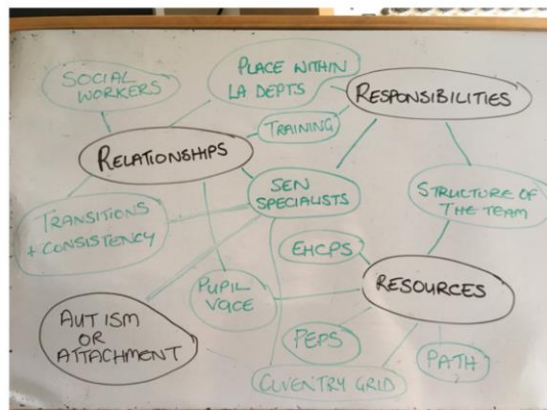 SOCIAL
WORKERS
PLACE WITHIN
LA DEPTS
RESPONSIBILITIES
TRAINING
RELATIONSHIPS
SEN
SPECIALISTS
STRUCTURE OF
THE TEAM
TRANSITIONS
+ CONSISTENCY
EHCPS
PUPIL
VOICE
RESOURCES
AUTISM
OR
ATTACHMENT
PEPS
PATH
COVENTRY GRID